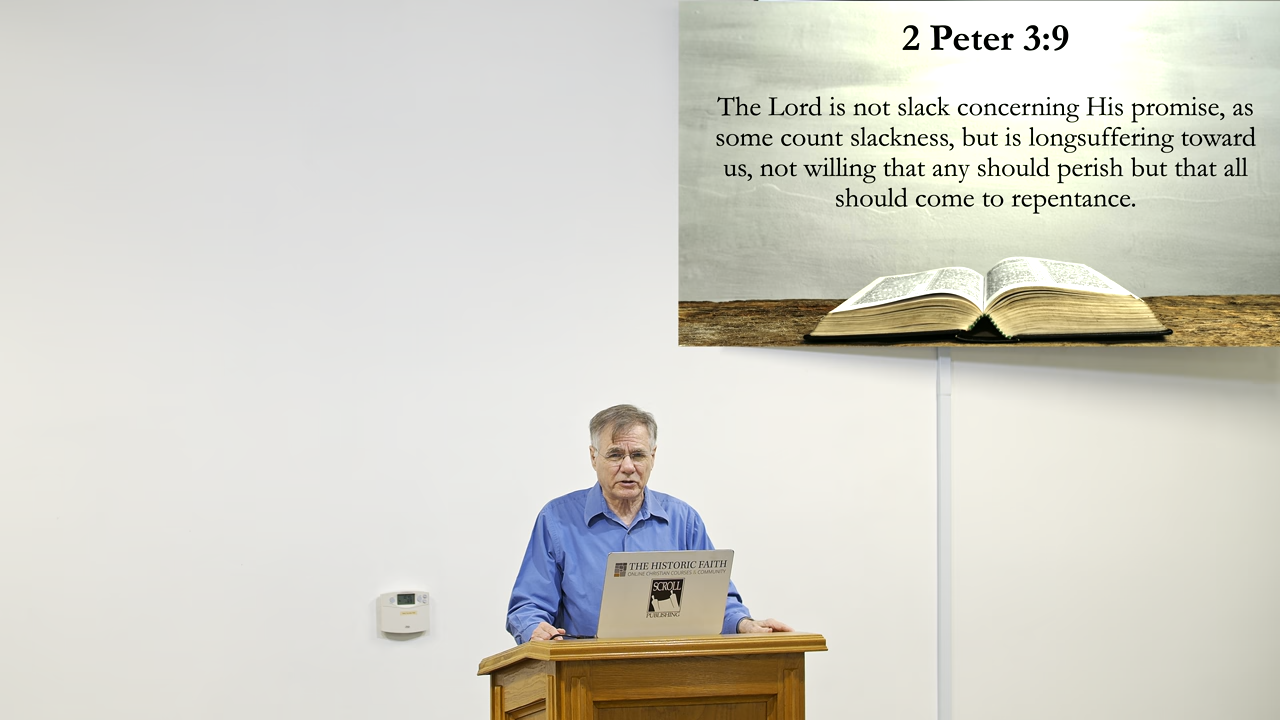 2 Peter 3:9
The Lord is not slack concerning His promise, as
some count slackness, but is longsuffering toward
us, not willing that any should perish but that all
should come to repentance.
THE HISTORIC FAITH
ONLINE CHRISTIAN COURSES & COMMUNITY
SCROLL
PUBLISHING